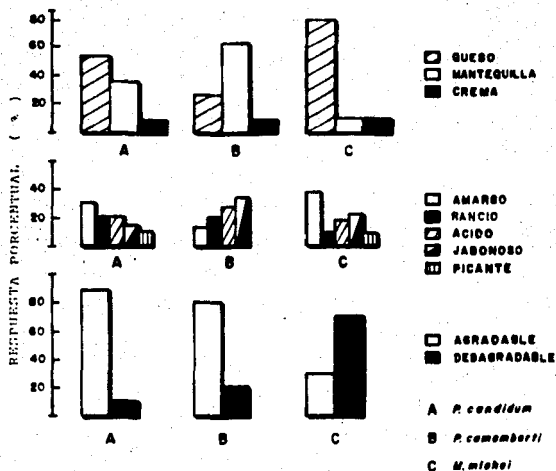 RESPUESTA PORCENTUAL ( % )
80
60
40
20
A
B
C
QUESO
MANTEQUILLA
CREMA
40
20
A
B
C
AMARGO
RANCIO
ACIDO
JABONOSO
PICANTE
80
60
40
20
A
B
C
AGRADABLE
DESAGRADABLE
A P. candidum
B P. camemberti
C M. miehei